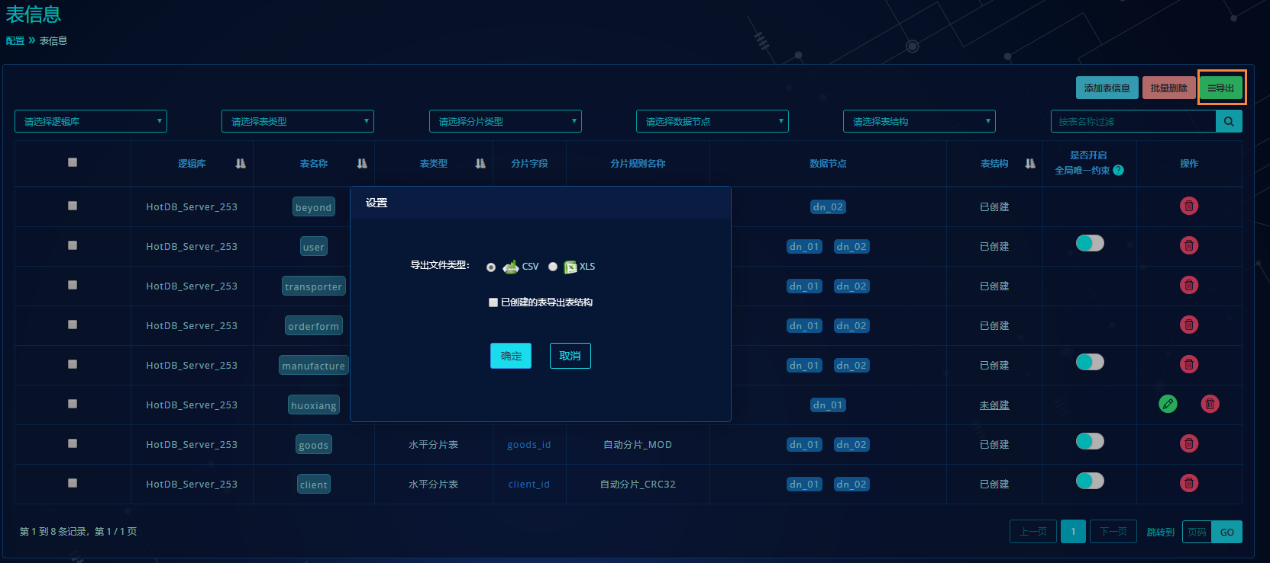 表信息
配置 » 表信息
添加表信息 批量删除 导出
请选择逻辑库 请选择表类型 请选择分片类型 请选择数据节点 请选择表结构 按表名称过滤
逻辑库 表名称 表类型 分片字段 分片规则名称 数据节点 表结构 是否开启 操作
全局唯一约束 ?
HotDB_Server_253 beyond dn_02 已创建
设置
HotDB_Server_253 user dn_01 dn_02 已创建
导出文件类型: CSV XLS
HotDB_Server_253 transporter dn_01 dn_02 已创建
已创建的表导出表结构
HotDB_Server_253 orderform dn_01 dn_02 已创建
确定 取消
HotDB_Server_253 manufacture dn_01 dn_02 已创建
HotDB_Server_253 huoxiang dn_01 未创建
HotDB_Server_253 goods 水平分片表 goods_id 自动分片_MOD dn_01 dn_02 已创建
HotDB_Server_253 client 水平分片表 client_id 自动分片_CRC32 dn_01 dn_02 已创建
第 1 到 8 条记录，第 1 / 1 页 上一页 1 下一页 跳转到 页码 GO